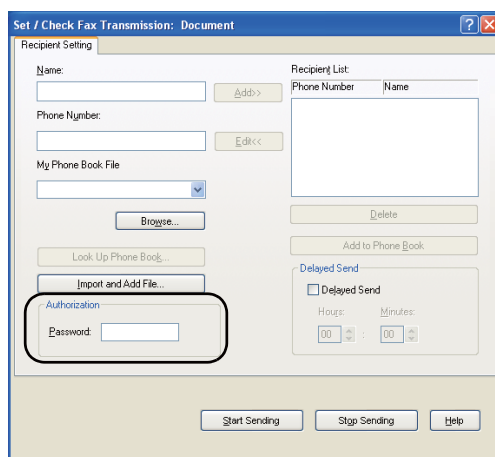 Set / Check Fax Transmission: Document
Recipient Setting
Name:
Add>>
Phone Number:
Edit<<
My Phone Book File
Browse...
Look Up Phone Book...
Import and Add File...
Authorization
Password:
Recipient List:
Phone Number Name
Delete
Add to Phone Book
Delayed Send
Delayed Send
Hours: Minutes:
00 : 00
Start Sending Stop Sending Help